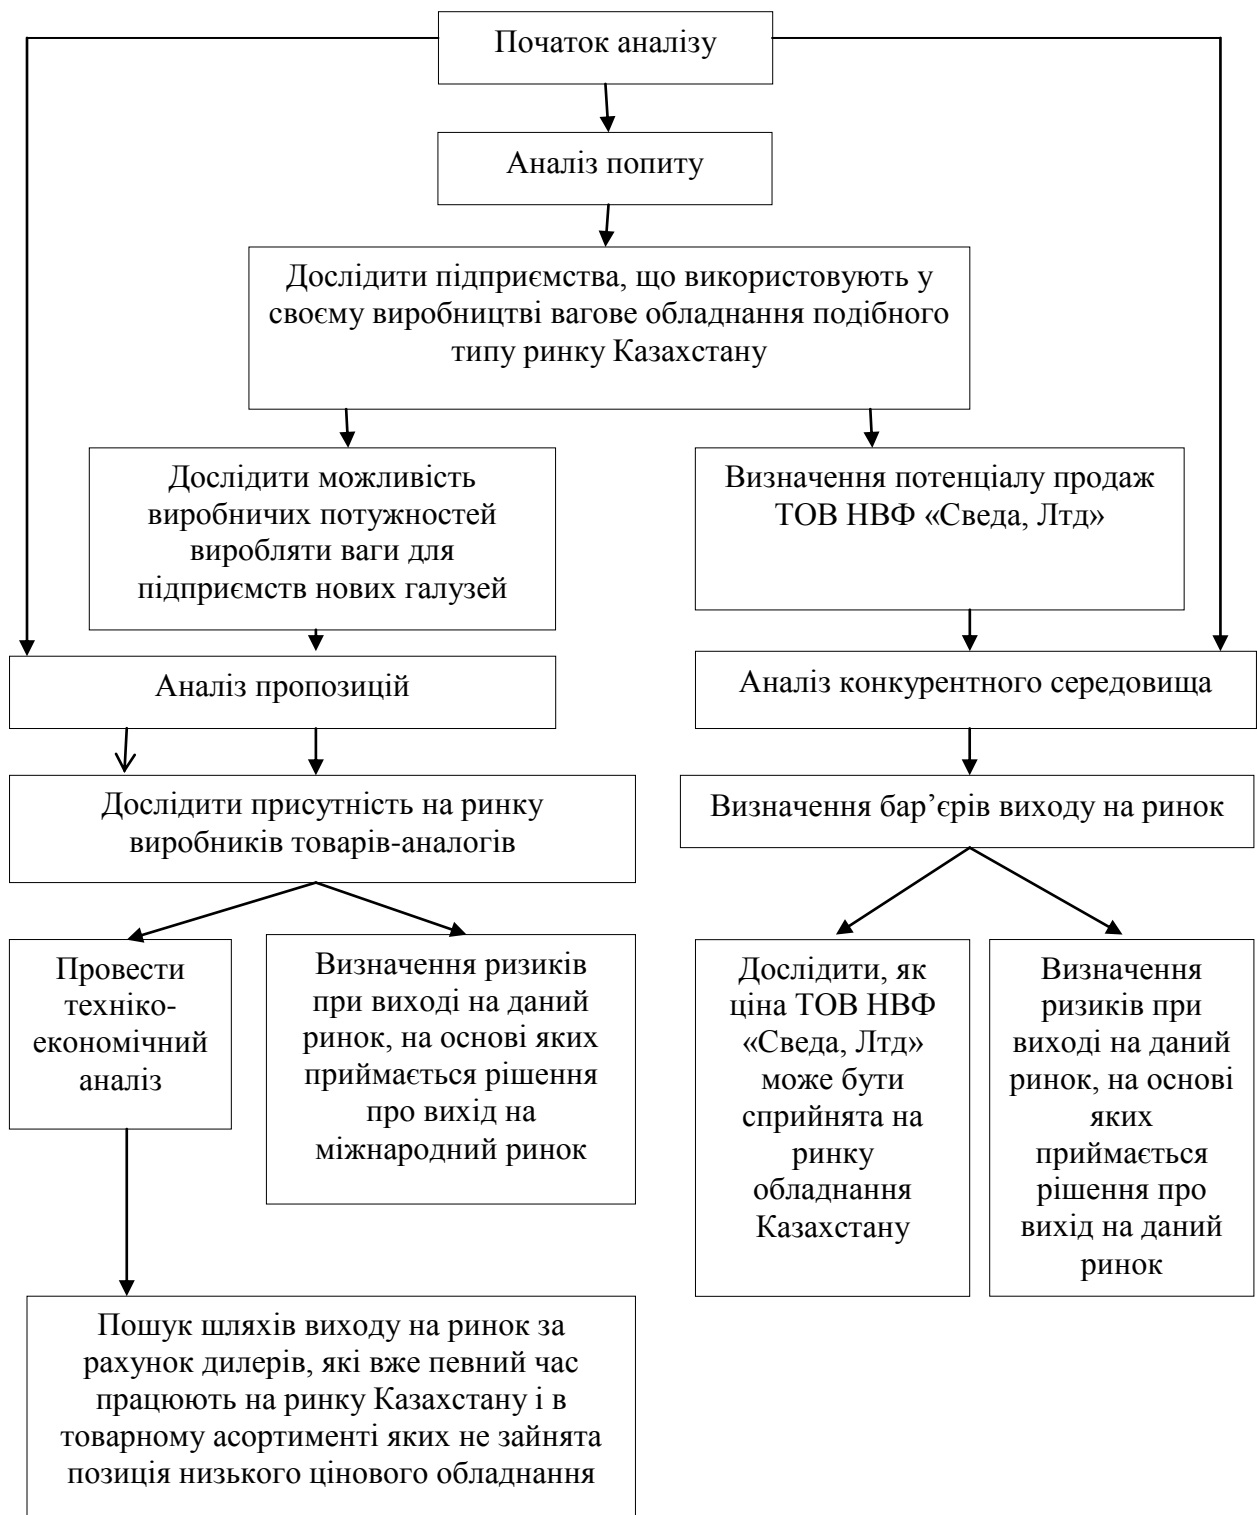 Початок аналізу
Аналіз попиту
Дослідити підприємства, що використовують у
своєму виробництві вагове обладнання подібного
типу ринку Казахстану
Дослідити можливість
виробничих потужностей
виробляти ваги для
підприємств нових галузей
Визначення потенціалу продаж
ТОВ НВФ «Сведа, Лтд»
Аналіз пропозицій
Аналіз конкурентного середовища
Дослідити присутність на ринку
виробників товарів-аналогів
Визначення бар’єрів виходу на ринок
Провести
техніко-
економічний
аналіз
Визначення ризиків
при виході на даний
ринок, на основі яких
приймається рішення
про вихід на
міжнародний ринок
Дослідити, як
ціна ТОВ НВФ
«Сведа, Лтд»
може бути
сприйнята на
ринку
обладнання
Казахстану
Визначення
ризиків при
виході на даний
ринок, на основі
яких
приймається
рішення про
вихід на даний
ринок
Пошук шляхів виходу на ринок за
рахунок дилерів, які вже певний час
працюють на ринку Казахстану і в
товарному асортименті яких не зайнята
позиція низького цінового обладнання